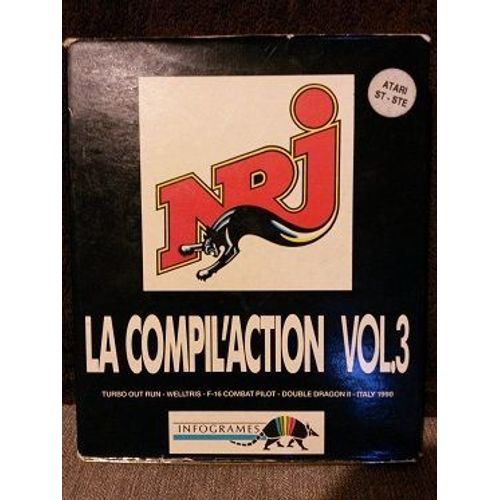 ATARI
ST - STE
NRJ
LA COMPIL'ACTION VOL.3
TURBO OUT RUN - WELLTRIS - F-16 COMBAT PILOT - DOUBLE DRAGON II - ITALY 1990
INFOGRAMES